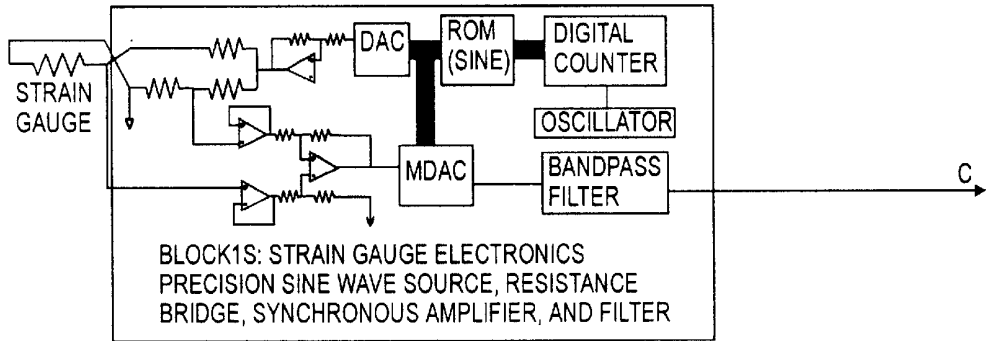 DAC
ROM
(SINE)
DIGITAL
COUNTER
STRAIN
GAUGE
OSCILLATOR
MDAC
BANDPASS
FILTER
C
BLOCK1S: STRAIN GAUGE ELECTRONICS
PRECISION SINE WAVE SOURCE, RESISTANCE
BRIDGE, SYNCHRONOUS AMPLIFIER, AND FILTER